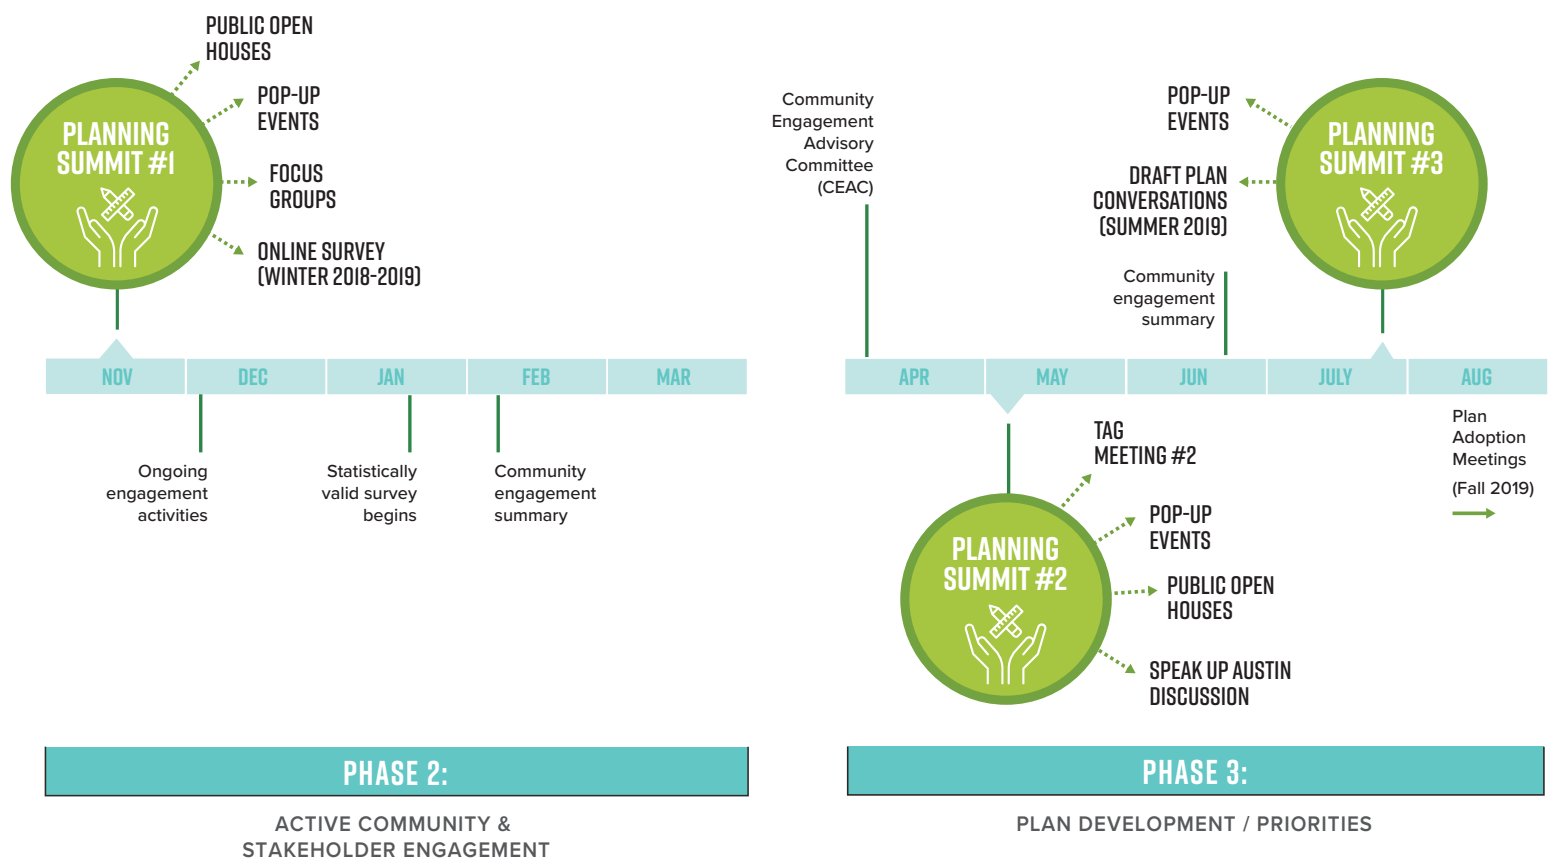 PUBLIC OPEN
HOUSES
POP-UP
EVENTS
PLANNING
SUMMIT #1
FOCUS
GROUPS
ONLINE SURVEY
(WINTER 2018-2019)
NOV
DEC
JAN
FEB
MAR
Ongoing
engagement
activities
Statistically
valid survey
begins
Community
engagement
summary
PHASE 2:
ACTIVE COMMUNITY &
STAKEHOLDER ENGAGEMENT
Community
Engagement
Advisory
Committee
(CEAC)
POP-UP
EVENTS
PLANNING
SUMMIT #3
DRAFT PLAN
CONVERSATIONS
(SUMMER 2019)
Community
engagement
summary
APR
MAY
JUN
JULY
AUG
TAG
MEETING #2
Plan
Adoption
Meetings
(Fall 2019)
POP-UP
EVENTS
PLANNING
SUMMIT #2
PUBLIC OPEN
HOUSES
SPEAK UP AUSTIN
DISCUSSION
PHASE 3:
PLAN DEVELOPMENT / PRIORITIES